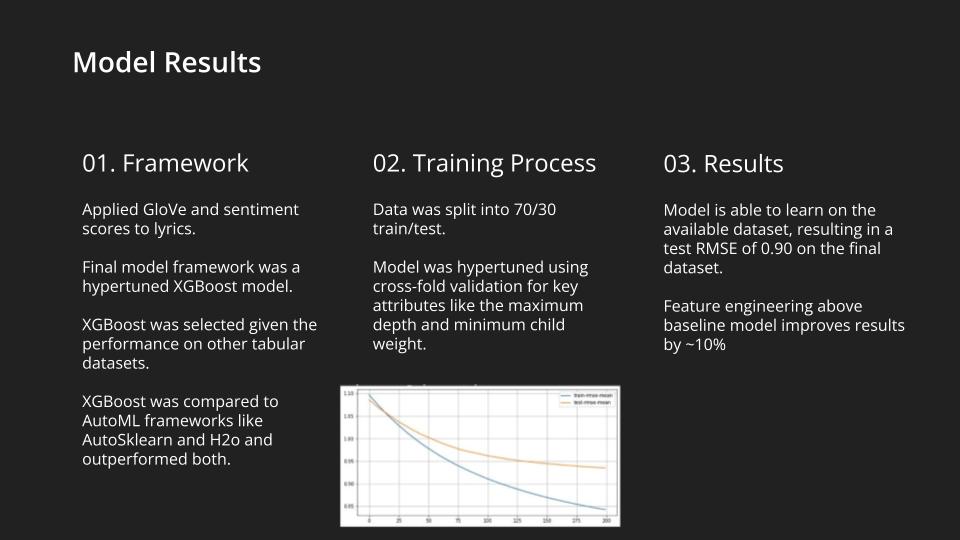 Model Results
01. Framework
Applied GloVe and sentiment
scores to lyrics.
Final model framework was a
hypertuned XGBoost model.
XGBoost was selected given the
performance on other tabular
datasets.
XGBoost was compared to
AutoML frameworks like
AutoSklearn and H2o and
outperformed both.
02. Training Process
Data was split into 70/30
train/test.
Model was hypertuned using
cross-fold validation for key
attributes like the maximum
depth and minimum child
weight.
03. Results
Model is able to learn on the
available dataset, resulting in a
test RMSE of 0.90 on the final
dataset.
Feature engineering above
baseline model improves results
by ~10%
train-rmse-mean
test-rmse-mean
1.10
1.05
1.00
0.95
0.90
0.85
0 25 50 75 100 125 150 175 200